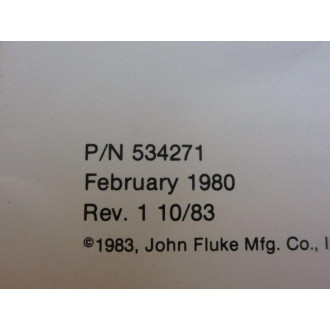 P/N 534271
February 1980
Rev. 1 10/83
©1983, John Fluke Mfg. Co., I